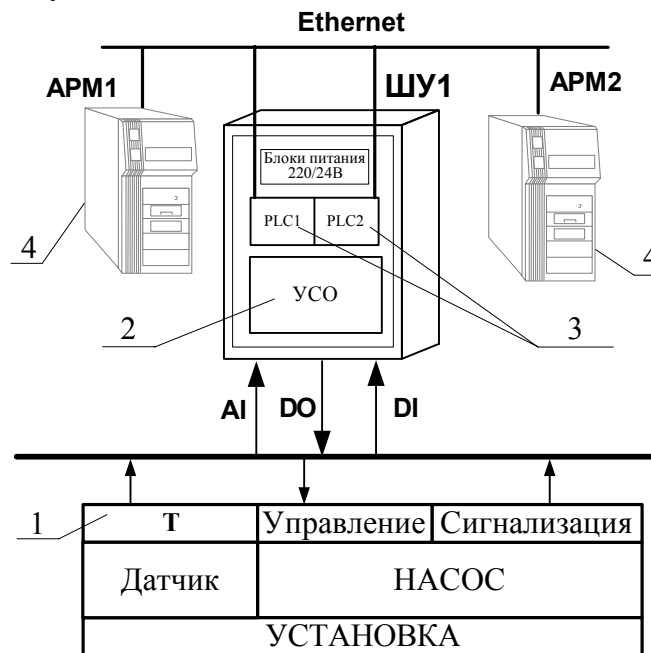 Ethernet
АРМ1
ШУ1
АРМ2
Блоки питания
220/24В
PLC1
PLC2
4
4
УСО
2
3
AI
DO
DI
1
Т
Управление
Сигнализация
Датчик
НАСОС
УСТАНОВКА